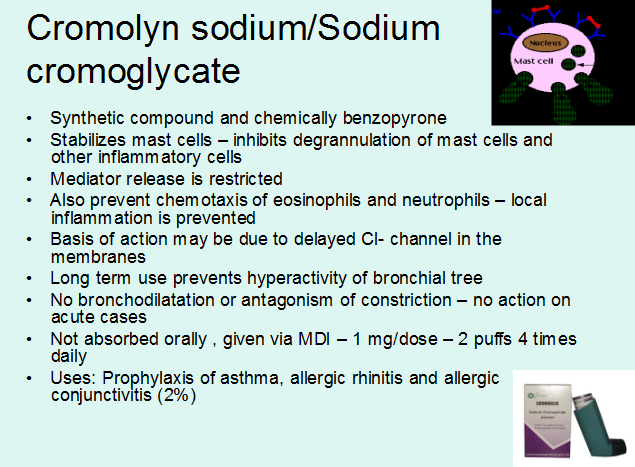 Cromolyn sodium/Sodium
cromoglycate
Nucleus
Mast cell
• Synthetic compound and chemically benzopyrone
• Stabilizes mast cells – inhibits degrannulation of mast cells and
other inflammatory cells
• Mediator release is restricted
• Also prevent chemotaxis of eosinophils and neutrophils – local
inflammation is prevented
• Basis of action may be due to delayed Cl- channel in the
membranes
• Long term use prevents hyperactivity of bronchial tree
• No bronchodilatation or antagonism of constriction – no action on
acute cases
• Not absorbed orally , given via MDI – 1 mg/dose – 2 puffs 4 times
daily
• Uses: Prophylaxis of asthma, allergic rhinitis and allergic
conjunctivitis (2%)